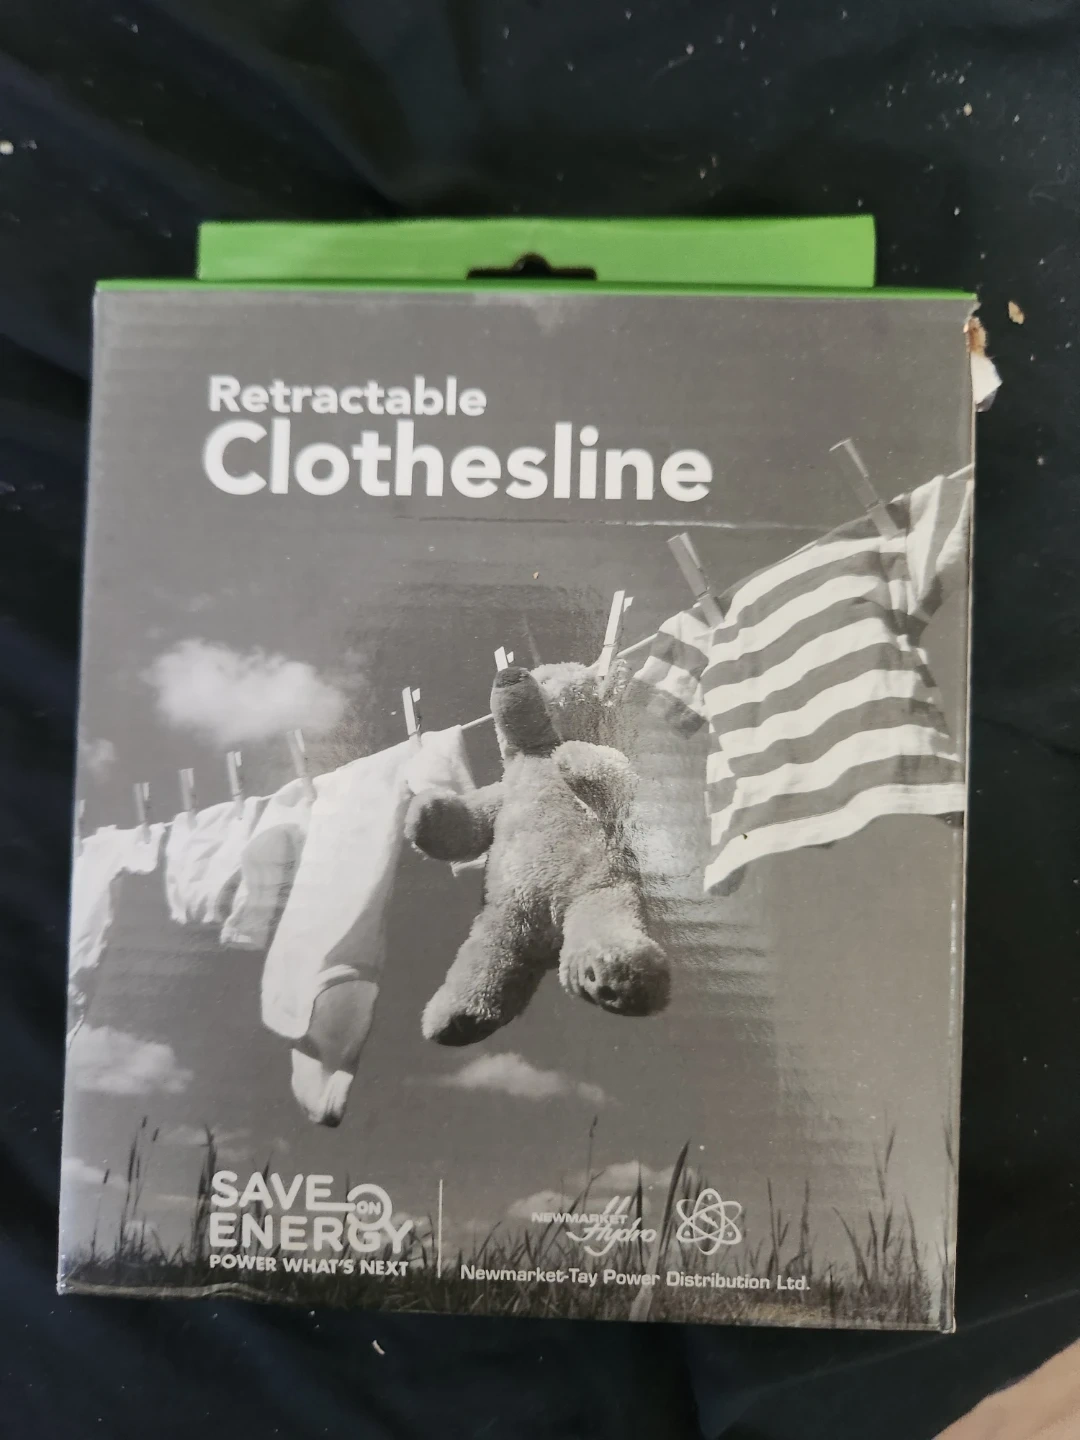 Retractable
Clothesline
SAVE ON
ENERGY
POWER WHAT'S NEXT
NEWMARKET
Hydro
Newmarket-Tay Power Distribution Ltd.